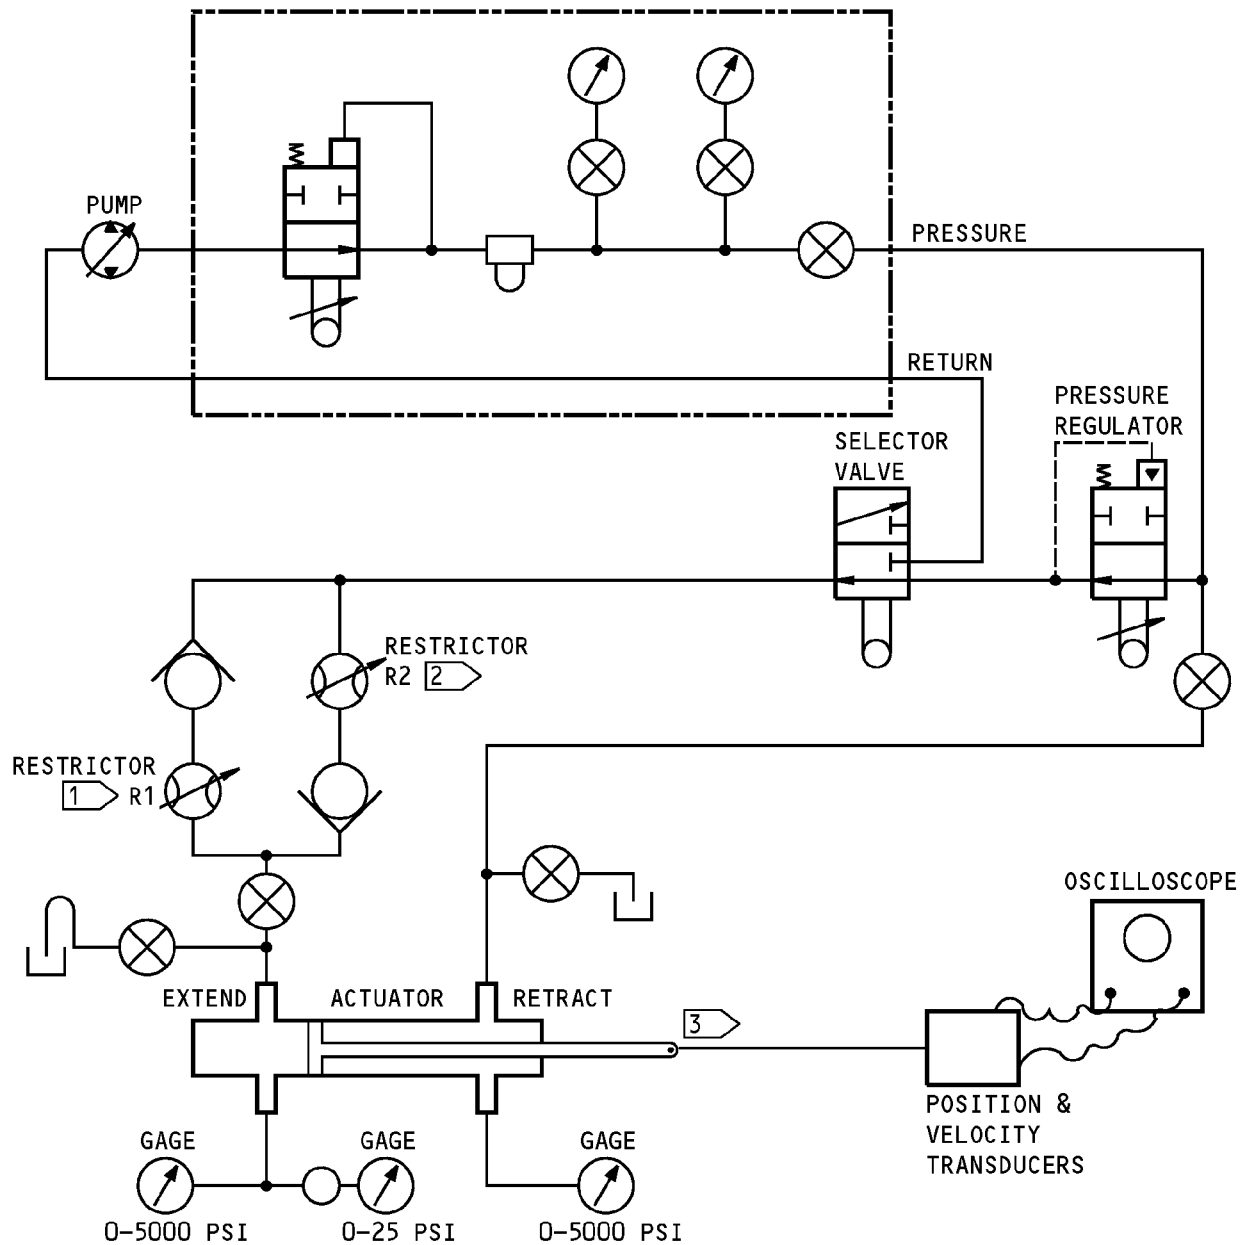 PUMP
PRESSURE
RETURN
PRESSURE
REGULATOR
SELECTOR
VALVE
RESTRICTOR
R2 2
RESTRICTOR
1 R1
OSCILLOSCOPE
EXTEND
ACTUATOR
RETRACT
3
POSITION &
VELOCITY
TRANSDUCERS
GAGE
GAGE
GAGE
0-5000 PSI
0-25 PSI
0-5000 PSI